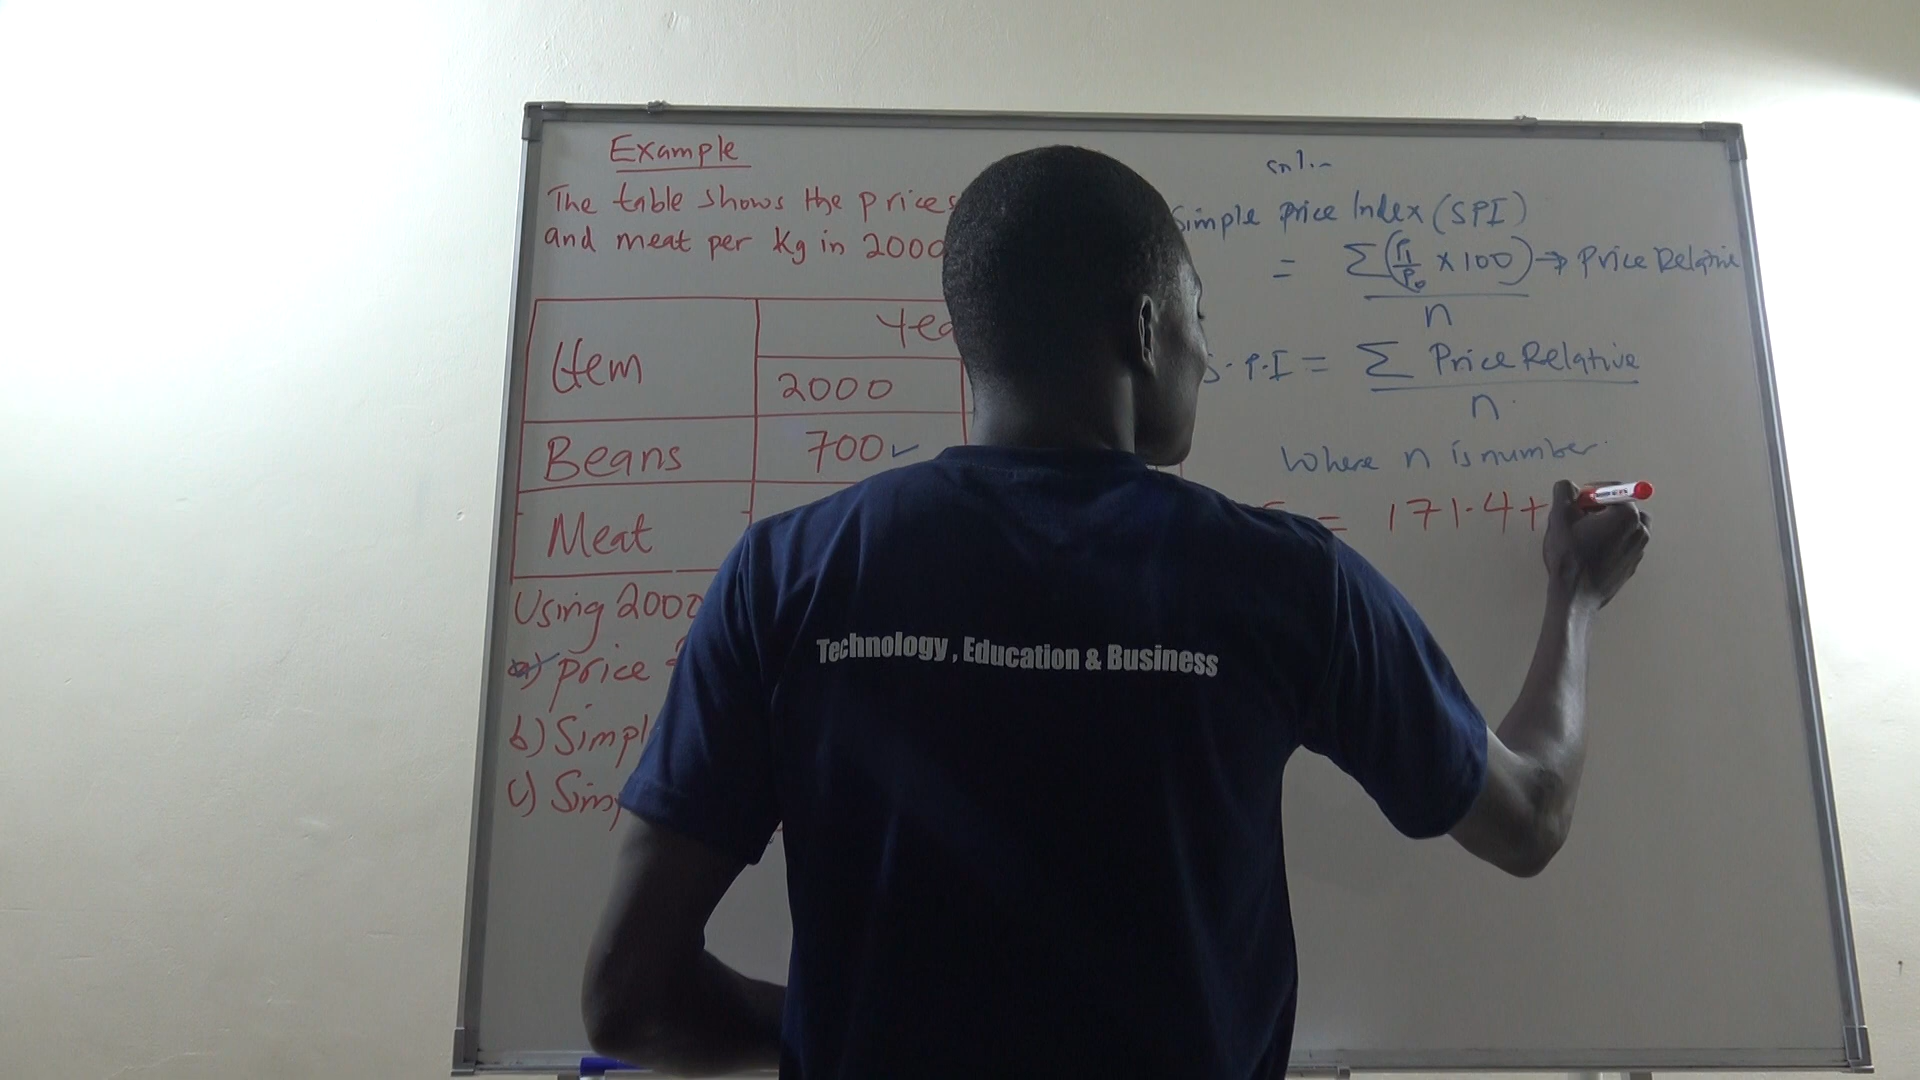 Example
The table shows the prices
and meat per Kg in 2000
Item
Yea
2000
Beans
700✓
Meat
Using 2000
a) price
b) Simpl
c) Simp
soln.
Simple price Index (SPI)
= Σ(P₁/P₀ × 100) → Price Relative
n
S.P.I = Σ Price Relative
n
Where n is number
= 171.4 +
Technology , Education & Business